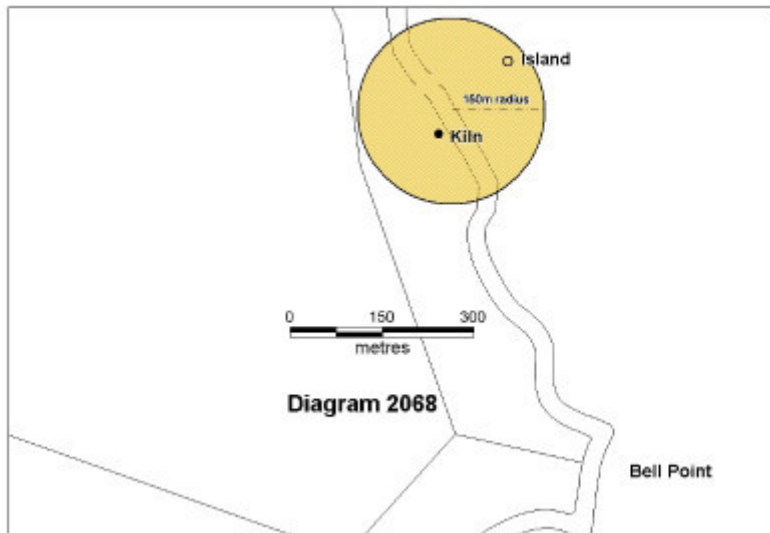 Island
150m radius
Kiln
0 150 300
metres
Diagram 2068
Bell Point